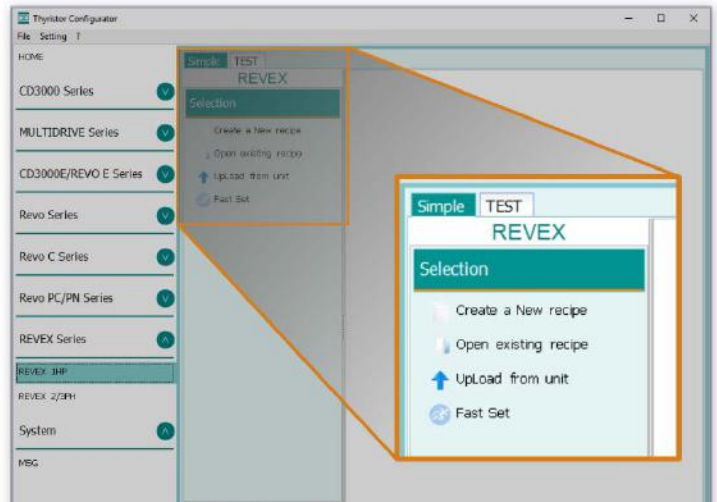 Thyristor Configurator
File Setting ?
HOME
CD3000 Series
MULTIDRIVE Series
CD3000E/REVO E Series
Revo Series
Revo C Series
Revo PC/PN Series
REVEX Series
REVEX 1HP
REVEX 2/3PH
System
MSG
Simple TEST
REVEX
Selection
Create a New recipe
Open existing recipe
UpLoad from unit
Fast Set
Simple TEST
REVEX
Selection
Create a New recipe
Open existing recipe
UpLoad from unit
Fast Set